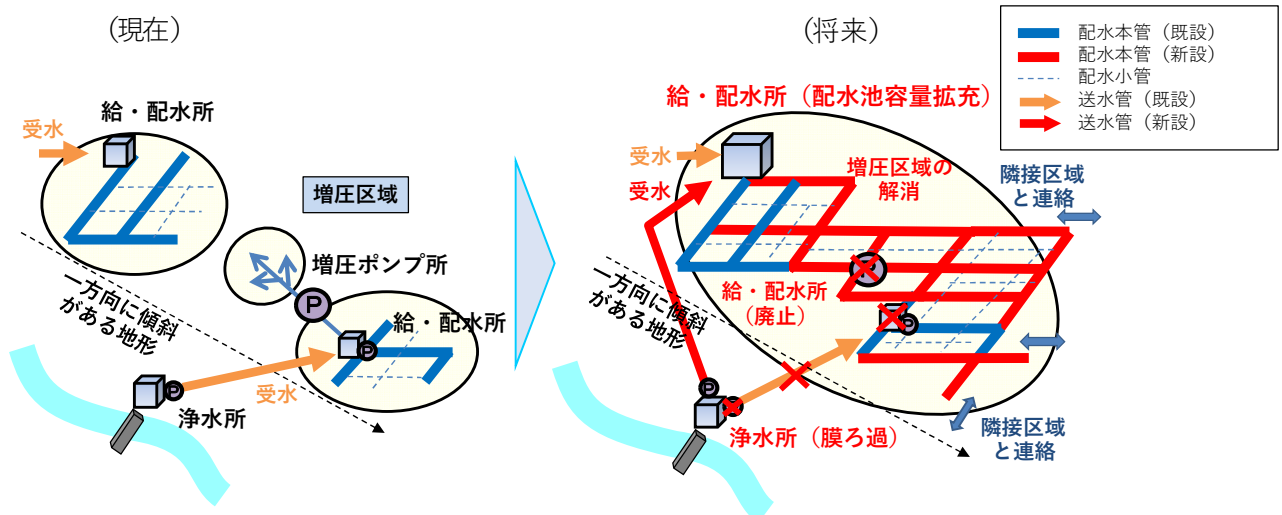 (現在)
給・配水所
受水
増圧区域
増圧ポンプ所
P
給・配水所
P
一方向に傾斜
がある地形
受水
P
浄水所
(将来)
配水本管（既設）
配水本管（新設）
配水小管
送水管（既設）
送水管（新設）
給・配水所（配水池容量拡充）
受水
受水
増圧区域の
解消
隣接区域
と連絡
P
給・配水所
（廃止）
P
一方向に傾斜
がある地形
P
P
浄水所（膜ろ過）
隣接区域
と連絡